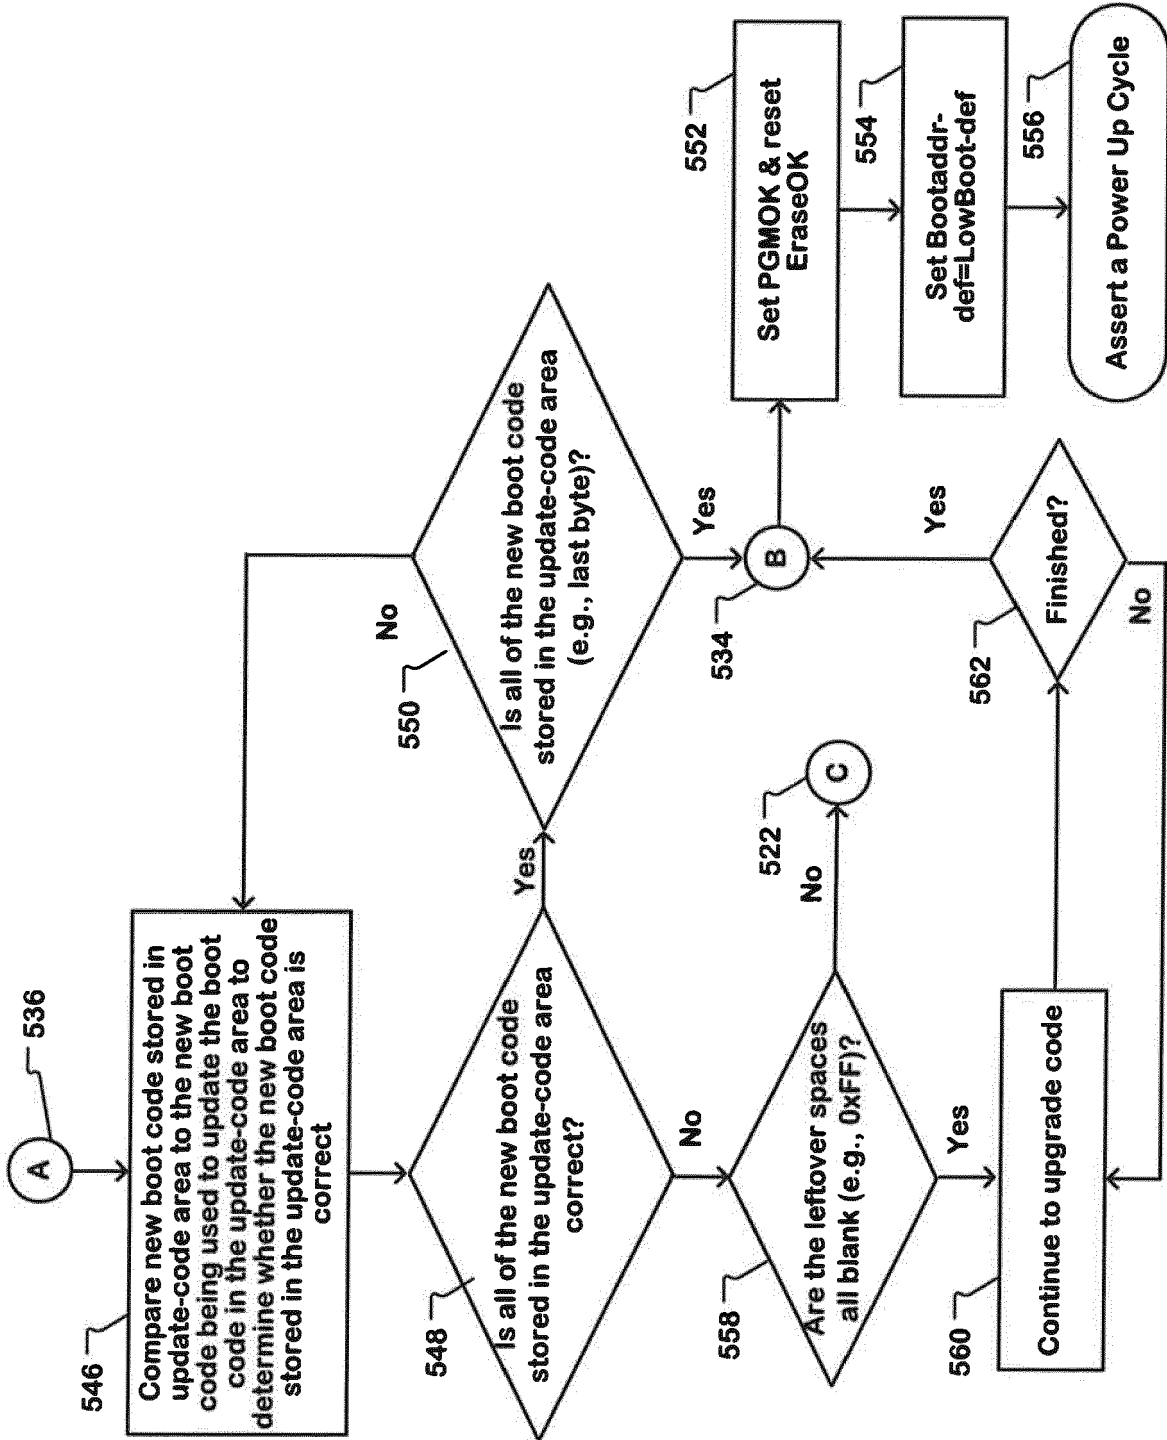 A
536
546
Compare new boot code stored in
update-code area to the new boot
code being used to update the boot
code in the update-code area to
determine whether the new boot code
stored in the update-code area is
correct
548
Is all of the new boot code
stored in the update-code area
correct?
Yes
No
550
Is all of the new boot code
stored in the update-code area
(e.g., last byte)?
No
Yes
534
B
552
Set PGMOK & reset
EraseOK
554
Set Bootaddr-
def=LowBoot-def
556
Assert a Power Up Cycle
558
Are the leftover spaces
all blank (e.g., 0xFF)?
No
522
C
Yes
560
Continue to upgrade code
562
Finished?
Yes
No